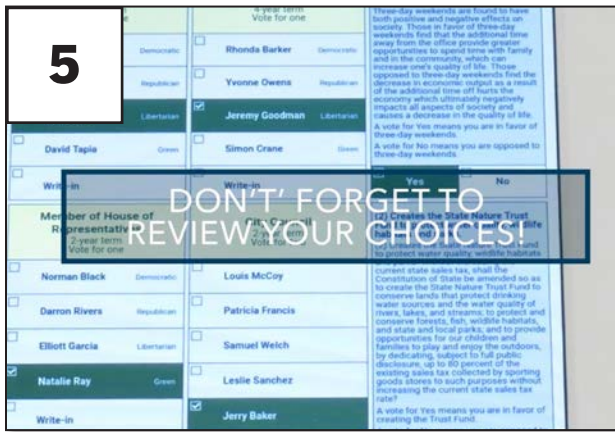 5
4-year term
Vote for one
Democratic
Republican
Libertarian
David Tapia Green
Write-in
Member of House of
Representatives
2-year term
Vote for one
Norman Black Democratic
Darron Rivers Republican
Elliott Garcia Libertarian
Natalie Ray Green
Write-in
Rhonda Barker Democratic
Yvonne Owens Republican
Jeremy Goodman Libertarian
Simon Crane Green
Write-in
City Council
2-year term
Vote for one
Louis McCoy
Patricia Francis
Samuel Welch
Leslie Sanchez
Jerry Baker
Three-day weekends are found to have
both positive and negative effects on
society. Those in favor of three-day
weekends find that the additional time
away from the office provide greater
opportunities to spend time with family
and in the community, which can
increase one's quality of life. Those
opposed to three-day weekends find the
decrease in economic output as a result
of the additional time off hurts the
economy which ultimately negatively
impacts all aspects of society and
causes a decrease in the quality of life.
A vote for Yes means you are in favor of
three-day weekends.
A vote for No means you are opposed to
three-day weekends.
Yes No
DON'T' FORGET TO
REVIEW YOUR CHOICES!
(2) Creates the State Nature Trust
to protect water quality, wildlife habitats
current state sales tax, shall the
Constitution of State be amended so as
to create the State Nature Trust Fund to
conserve lands that protect drinking
water sources and the water quality of
rivers, lakes, and streams; to protect and
conserve forests, fish, wildlife habitats,
and state and local parks; and to provide
opportunities for our children and
families to play and enjoy the outdoors,
by dedicating, subject to full public
disclosure, up to 80 percent of the
existing sales tax collected by sporting
goods stores to such purposes without
increasing the current state sales tax
rate?
A vote for Yes means you are in favor of
creating the Trust Fund.